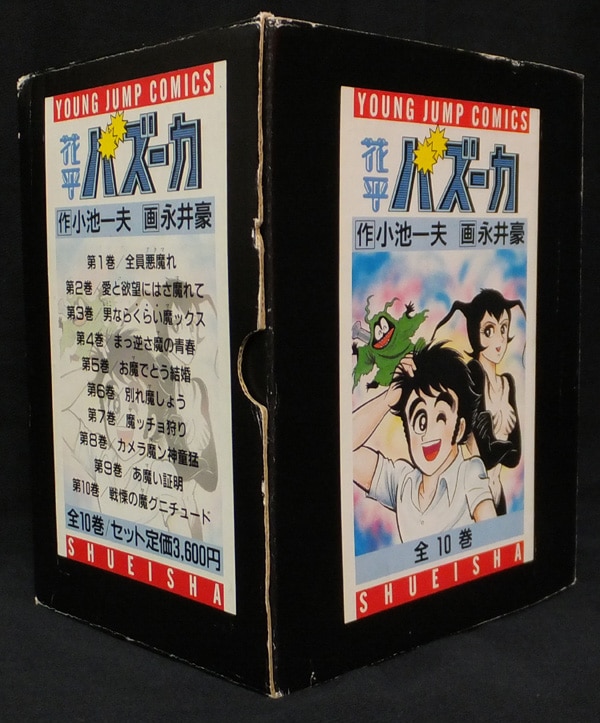 YOUNG JUMP COMICS
花平
バズーカ
作 小池一夫 画 永井豪
第1巻/全員悪魔れ
第2巻/愛と欲望にはさ魔れて
第3巻/男ならくらい魔ックス
第4巻/まっ逆さ魔の青春
第5巻/お魔でとう結婚
第6巻/別れ魔しょう
第7巻/魔ッチョ狩り
第8巻/カメラ魔ン神童猛
第9巻/あ魔い証明
第10巻/戦慄の魔グニチュード
全10巻/セット定価3,600円
SHUEISHA
YOUNG JUMP COMICS
花平
バズーカ
作 小池一夫 画 永井豪
全10巻
SHUEISHA